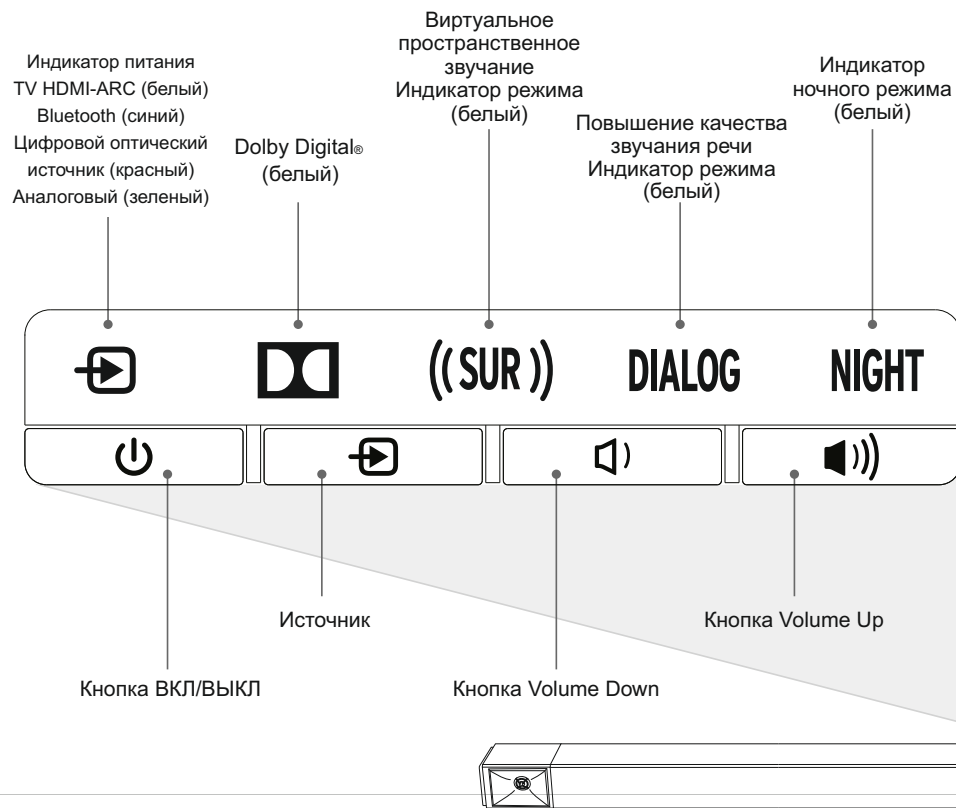 Индикатор питания
TV HDMI-ARC (белый)
Bluetooth (синий)
Цифровой оптический
источник (красный)
Аналоговый (зеленый)
Dolby Digital®
(белый)
Виртуальное
пространственное
звучание
Индикатор режима
(белый)
Повышение качества
звучания речи
Индикатор режима
(белый)
Индикатор
ночного режима
(белый)
((SUR))
DIALOG
NIGHT
Источник
Кнопка Volume Up
Кнопка ВКЛ/ВЫКЛ
Кнопка Volume Down